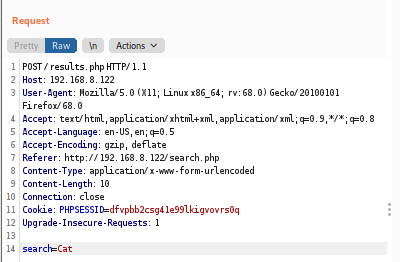 Request
Pretty Raw \n Actions
1 POST /results.php HTTP/1.1
2 Host: 192.168.8.122
3 User-Agent: Mozilla/5.0 (X11; Linux x86_64; rv:68.0) Gecko/20100101
Firefox/68.0
4 Accept: text/html,application/xhtml+xml,application/xml;q=0.9,*/*;q=0.8
5 Accept-Language: en-US,en;q=0.5
6 Accept-Encoding: gzip, deflate
7 Referer: http://192.168.8.122/search.php
8 Content-Type: application/x-www-form-urlencoded
9 Content-Length: 10
10 Connection: close
11 Cookie: PHPSESSID=dfvpbb2csg41e99lkigvovrs0q
12 Upgrade-Insecure-Requests: 1
13
14 search=Cat